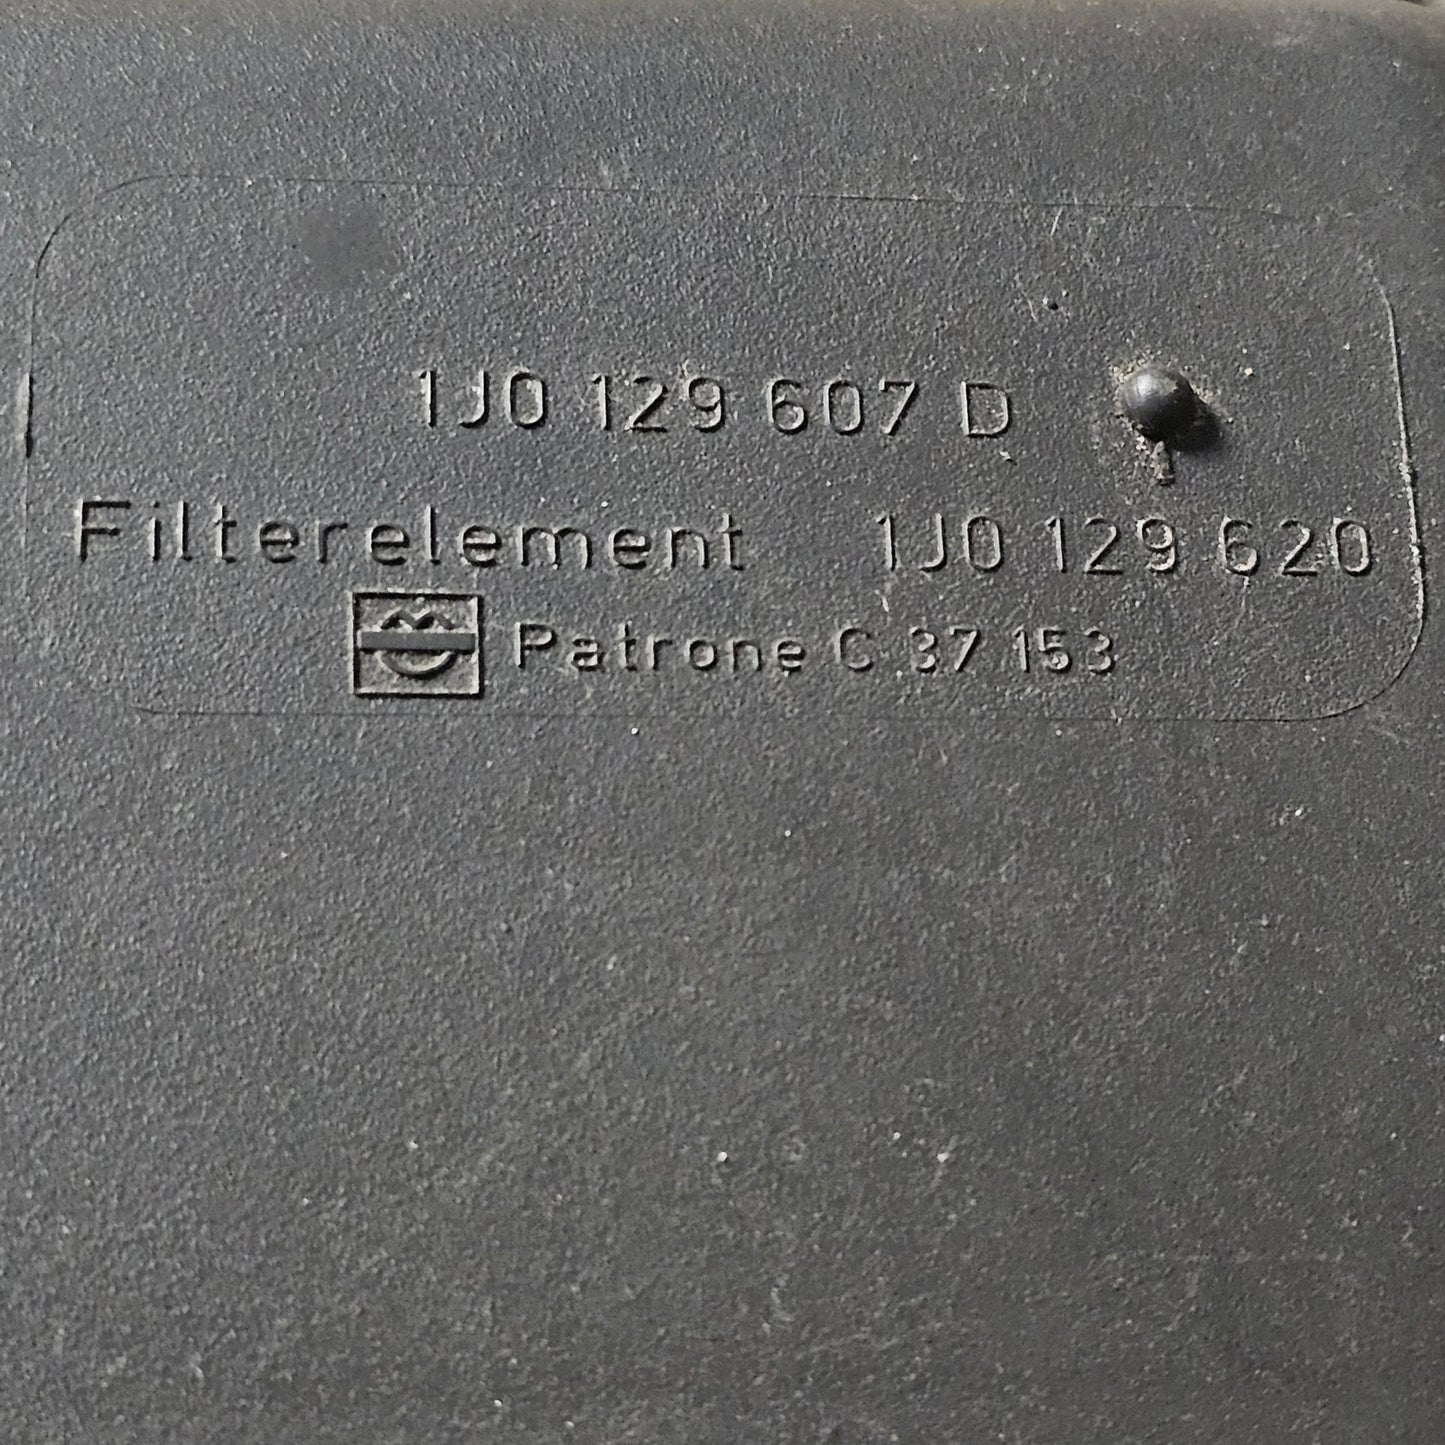 1J0 129 607 D
Filterelement 1J0 129 620
Patrone C 37 153